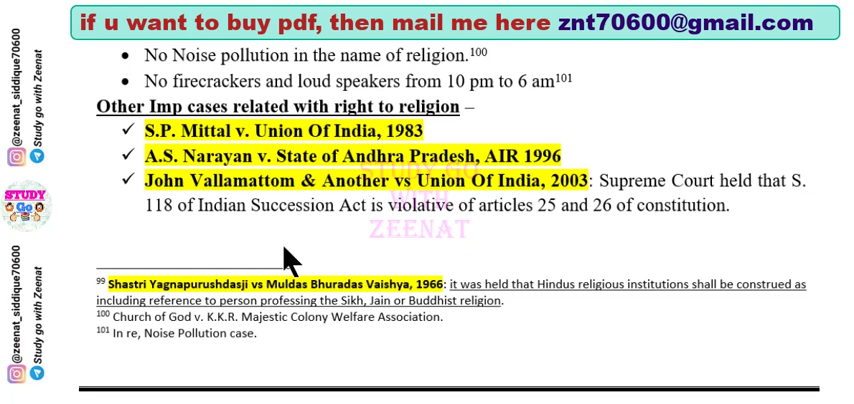 if u want to buy pdf, then mail me here znt70600@gmail.com
• No Noise pollution in the name of religion.100
• No firecrackers and loud speakers from 10 pm to 6 am101
Other Imp cases related with right to religion –
✓ S.P. Mittal v. Union Of India, 1983
✓ A.S. Narayan v. State of Andhra Pradesh, AIR 1996
✓ John Vallamattom & Another vs Union Of India, 2003: Supreme Court held that S.
118 of Indian Succession Act is violative of articles 25 and 26 of constitution.
STUDY GO
WITH
ZEENAT
99 Shastri Yagnapurushdasji vs Muldas Bhuradas Vaishya, 1966: it was held that Hindus religious institutions shall be construed as
including reference to person professing the Sikh, Jain or Buddhist religion.
100 Church of God v. K.K.R. Majestic Colony Welfare Association.
101 In re, Noise Pollution case.
@zeenat_siddique70600
Study go with Zeenat
STUDY
Go
@zeenat_siddique70600
Study go with Zeenat